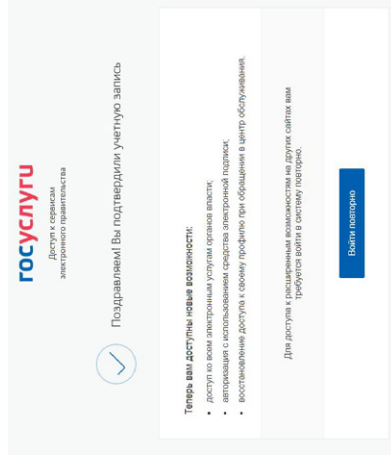 госуслуги
Доступ к сервисам
электронного правительства
Поздравляем! Вы подтвердили учетную запись
Теперь вам доступны новые возможности:
• доступ ко всем электронным услугам органов власти;
• авторизация с использованием средства электронной подписи;
• восстановление доступа к своему профилю при обращении в центр обслуживания.
Для доступа к расширенным возможностям на других сайтах вам
требуется войти в систему повторно.
Войти повторно